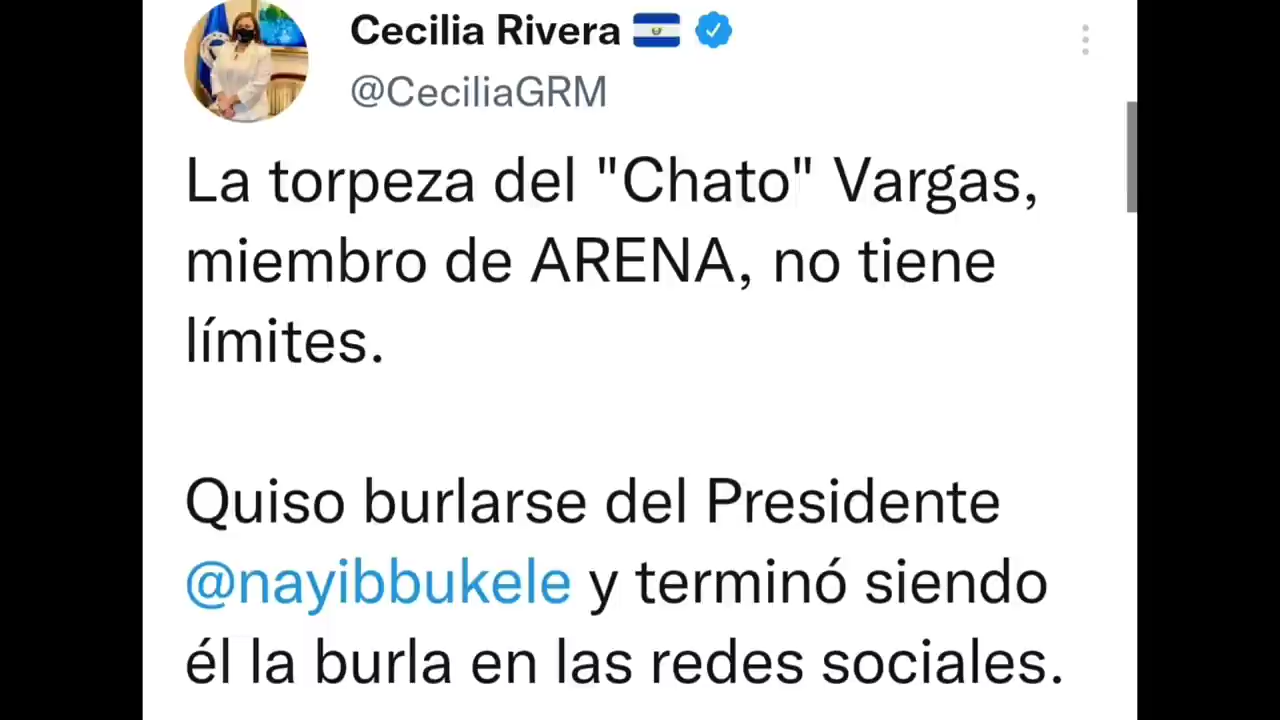 Cecilia Rivera 🇸🇻
@CeciliaGRM
La torpeza del "Chato" Vargas,
miembro de ARENA, no tiene
límites.
Quiso burlarse del Presidente
@nayibbukele y terminó siendo
él la burla en las redes sociales.